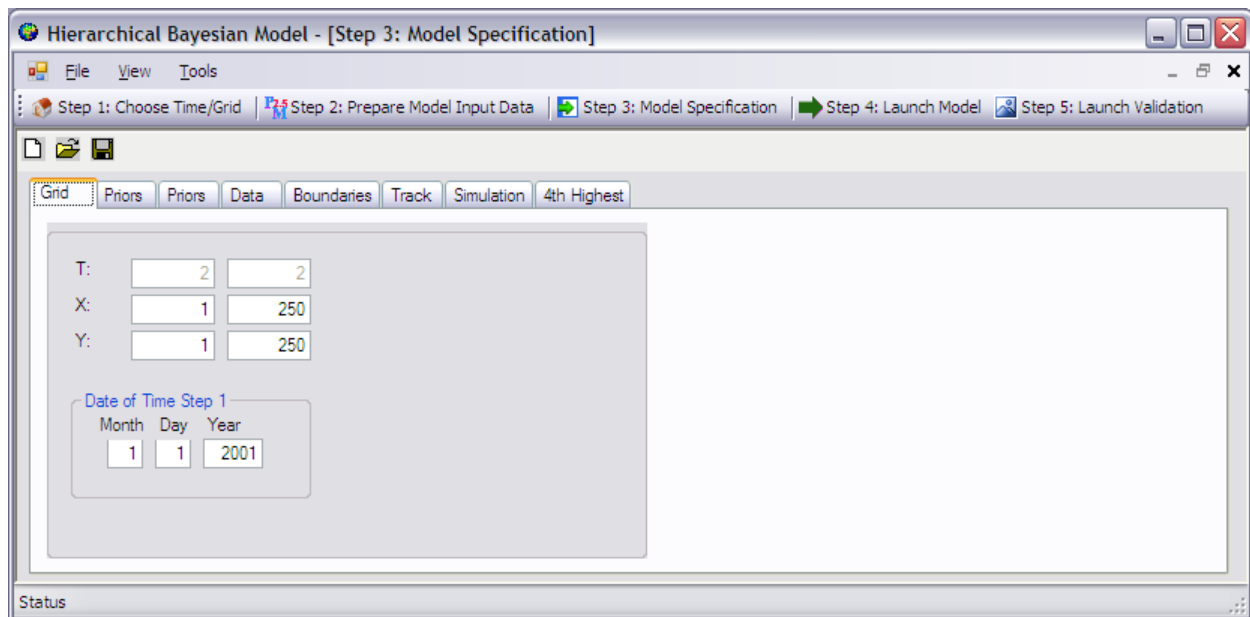 Hierarchical Bayesian Model - [Step 3: Model Specification]
File View Tools
Step 1: Choose Time/Grid P 2.5 M Step 2: Prepare Model Input Data Step 3: Model Specification Step 4: Launch Model Step 5: Launch Validation
Grid Priors Priors Data Boundaries Track Simulation 4th Highest
T: 2 2
X: 1 250
Y: 1 250
Date of Time Step 1
Month Day Year
1 1 2001
Status